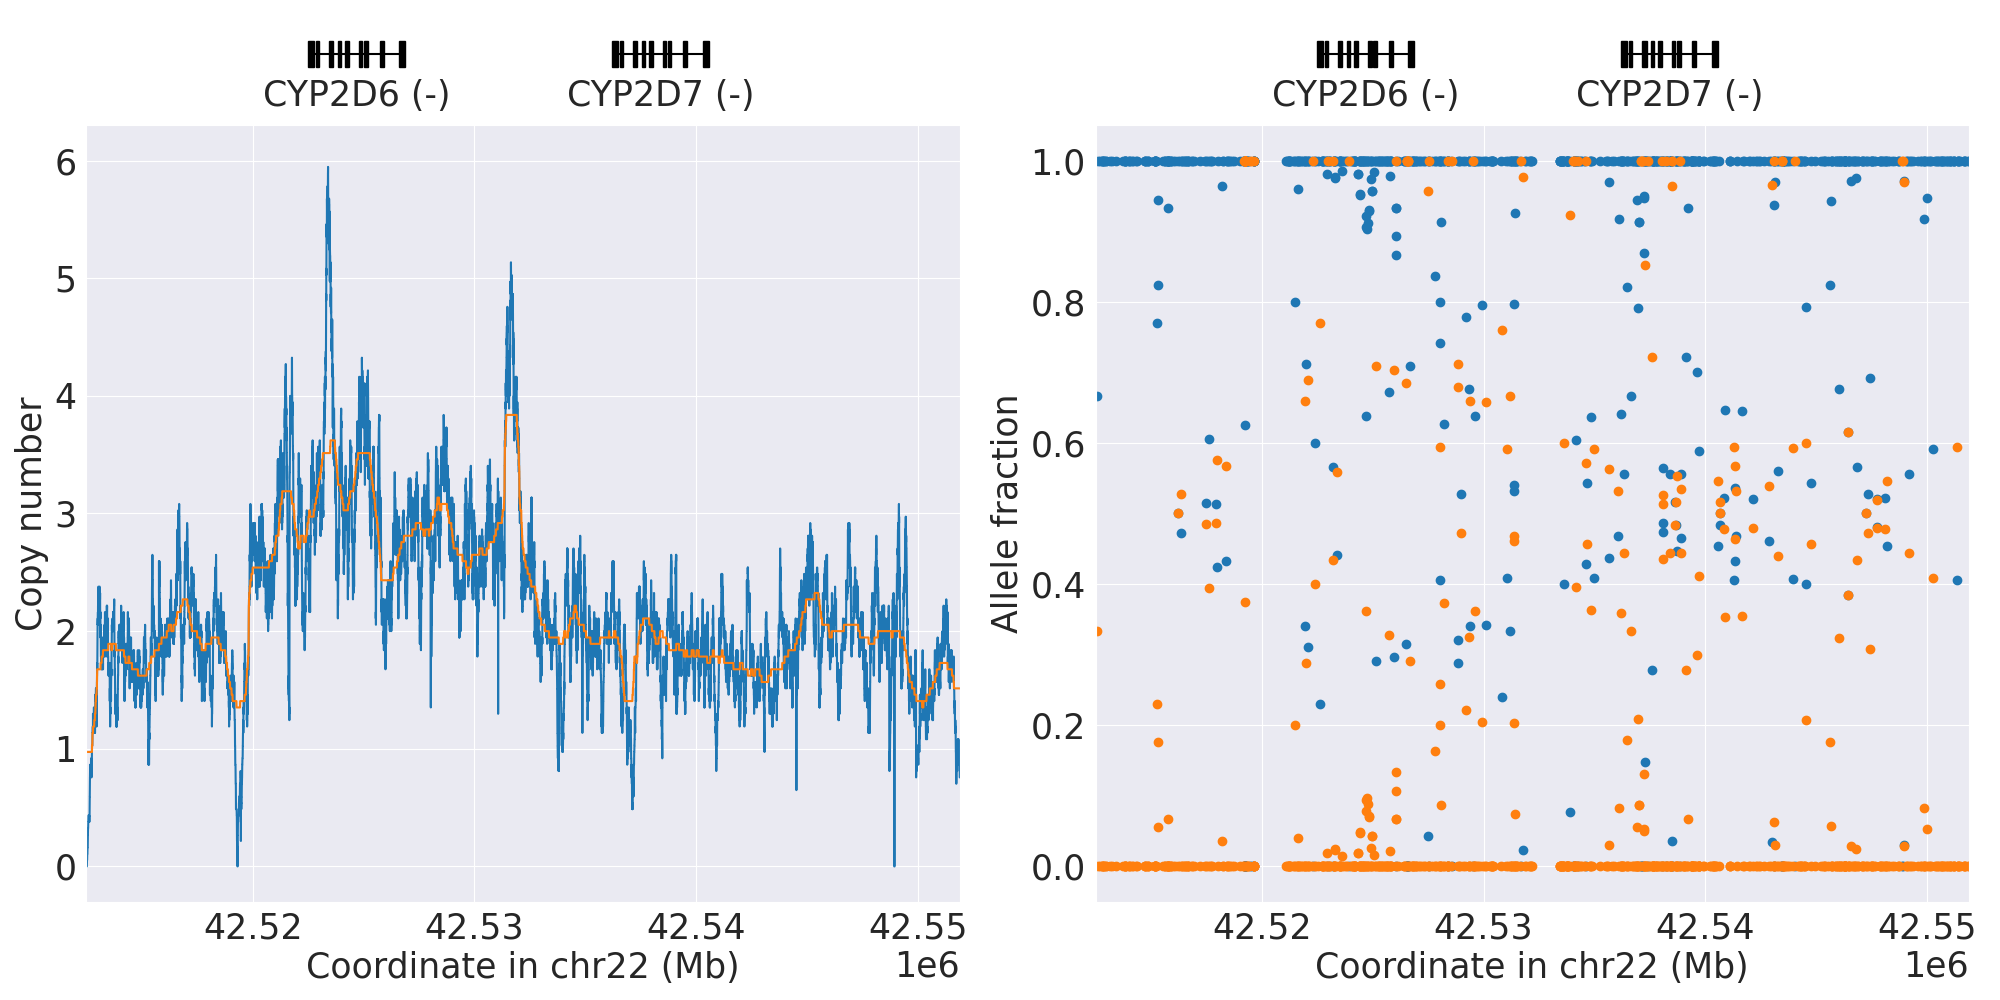 CYP2D6 (-) CYP2D7 (-)
Copy number
6
5
4
3
2
1
0
42.52 42.53 42.54 42.55
Coordinate in chr22 (Mb) 1e6
CYP2D6 (-) CYP2D7 (-)
Allele fraction
1.0
0.8
0.6
0.4
0.2
0.0
42.52 42.53 42.54 42.55
Coordinate in chr22 (Mb) 1e6